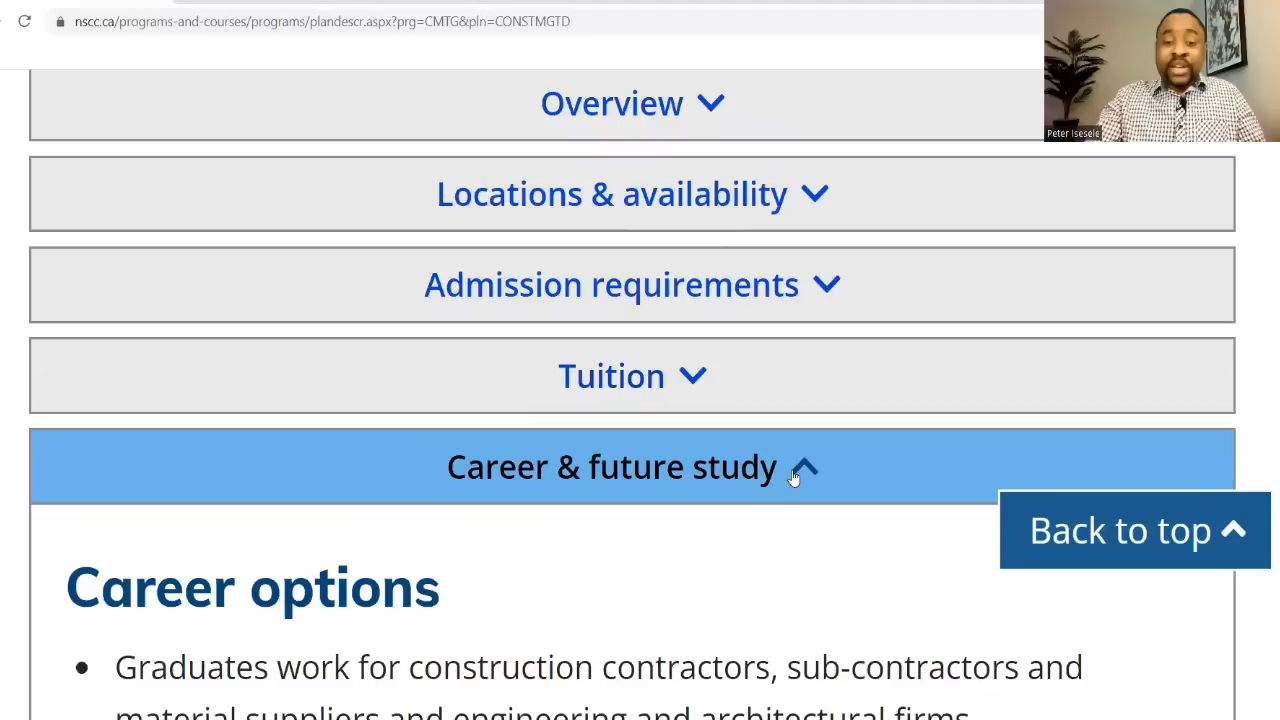 nscc.ca/programs-and-courses/programs/plandescr.aspx?prg=CMTG&pln=CONSTMGTD
Peter Isesele
Overview
Locations & availability
Admission requirements
Tuition
Career & future study
Back to top
Career options
• Graduates work for construction contractors, sub-contractors and
material suppliers and engineering and architectural firms.